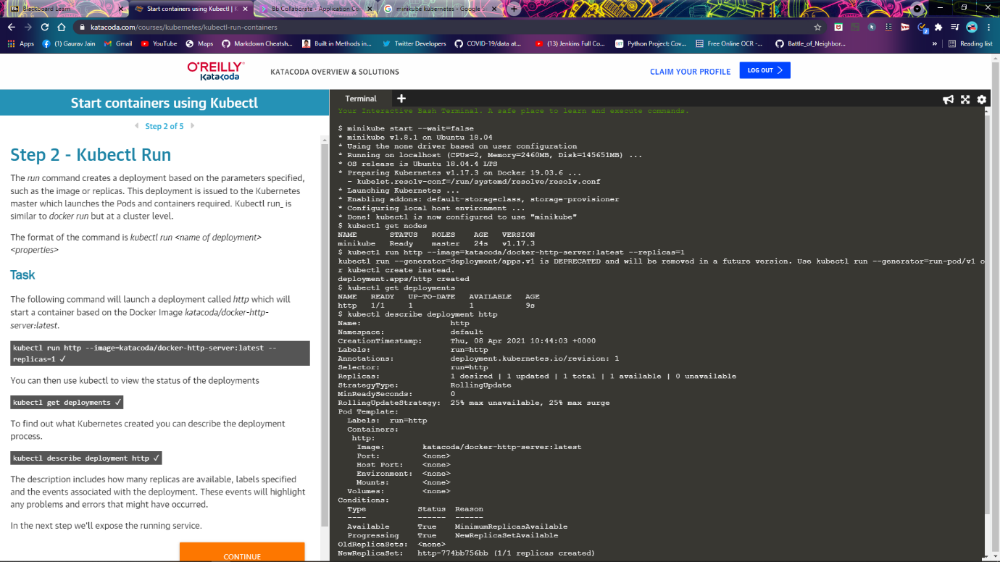 Blackboard Learn
Start containers using Kubectl | K
Bb Collaborate - Application Co
minikube kubernetes - Google S
katacoda.com/courses/kubernetes/kubectl-run-containers
Apps
(1) Gaurav Jain
Gmail
YouTube
Maps
Markdown Cheatsh...
Built in Methods in...
Twitter Developers
COVID-19/data at...
(13) Jenkins Full Co...
Python Project: Cov...
Free Online OCR -...
Battle_of_Neighbor...
»
Reading list
O'REILLY
Katacoda
KATACODA OVERVIEW & SOLUTIONS
CLAIM YOUR PROFILE
LOG OUT
Start containers using Kubectl
Step 2 of 5
Step 2 - Kubectl Run
The run command creates a deployment based on the parameters specified,
such as the image or replicas. This deployment is issued to the Kubernetes
master which launches the Pods and containers required. Kubectl run_ is
similar to docker run but at a cluster level.
The format of the command is kubectl run <name of deployment>
<properties>
Task
The following command will launch a deployment called http which will
start a container based on the Docker Image katacoda/docker-http-
server:latest.
kubectl run http --image=katacoda/docker-http-server:latest --
replicas=1 ✓
You can then use kubectl to view the status of the deployments
kubectl get deployments ✓
To find out what Kubernetes created you can describe the deployment
process.
kubectl describe deployment http ✓
The description includes how many replicas are available, labels specified
and the events associated with the deployment. These events will highlight
any problems and errors that might have occurred.
In the next step we'll expose the running service.
CONTINUE
Terminal
Your Interactive Bash Terminal. A safe place to learn and execute commands.
$ minikube start --wait=false
* minikube v1.8.1 on Ubuntu 18.04
* Using the none driver based on user configuration
* Running on localhost (CPUs=2, Memory=2460MB, Disk=145651MB) ...
* OS release is Ubuntu 18.04.4 LTS
* Preparing Kubernetes v1.17.3 on Docker 19.03.6 ...
  - kubelet.resolv-conf=/run/systemd/resolve/resolv.conf
* Launching Kubernetes ...
* Enabling addons: default-storageclass, storage-provisioner
* Configuring local host environment ...
* Done! kubectl is now configured to use "minikube"
$ kubectl get nodes
NAME       STATUS   ROLES    AGE   VERSION
minikube   Ready    master   24s   v1.17.3
$ kubectl run http --image=katacoda/docker-http-server:latest --replicas=1
kubectl run --generator=deployment/apps.v1 is DEPRECATED and will be removed in a future version. Use kubectl run --generator=run-pod/v1 o
r kubectl create instead.
deployment.apps/http created
$ kubectl get deployments
NAME   READY   UP-TO-DATE   AVAILABLE   AGE
http   1/1     1            1           9s
$ kubectl describe deployment http
Name:                   http
Namespace:              default
CreationTimestamp:      Thu, 08 Apr 2021 10:44:03 +0000
Labels:                 run=http
Annotations:            deployment.kubernetes.io/revision: 1
Selector:               run=http
Replicas:               1 desired | 1 updated | 1 total | 1 available | 0 unavailable
StrategyType:           RollingUpdate
MinReadySeconds:        0
RollingUpdateStrategy:  25% max unavailable, 25% max surge
Pod Template:
  Labels:  run=http
  Containers:
   http:
    Image:        katacoda/docker-http-server:latest
    Port:         <none>
    Host Port:    <none>
    Environment:  <none>
    Mounts:       <none>
  Volumes:        <none>
Conditions:
  Type           Status  Reason
  ----           ------  ------
  Available      True    MinimumReplicasAvailable
  Progressing    True    NewReplicaSetAvailable
OldReplicaSets:  <none>
NewReplicaSet:   http-774bb756bb (1/1 replicas created)